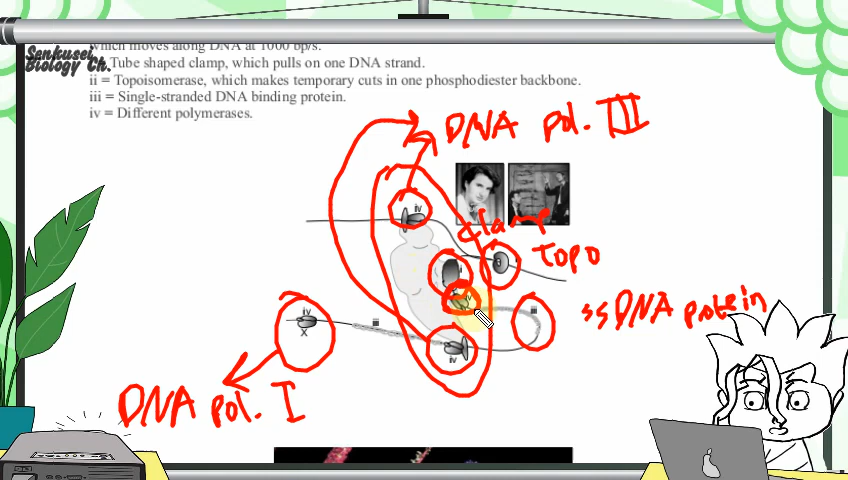 which moves along DNA at 1000 bp/s.
Senkusei
Biology Ch.
Tube shaped clamp, which pulls on one DNA strand.
ii = Topoisomerase, which makes temporary cuts in one phosphodiester backbone.
iii = Single-stranded DNA binding protein.
iv = Different polymerases.
DNA pol. III
iv
clamp
Topo
iv
iii
ssDNA protein
iv
X
iii
iv
DNA pol. I